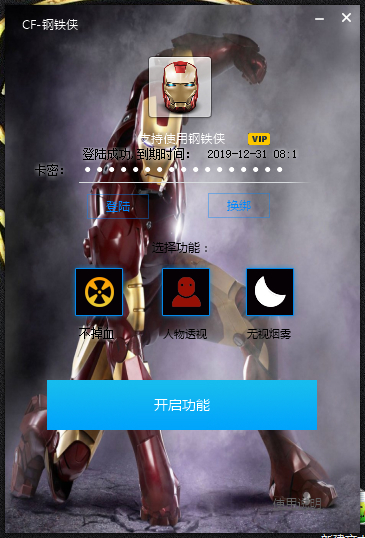 CF-钢铁侠
支持使用钢铁侠 VIP
登陆成功 到期时间： 2019-12-31 08:1
卡密：
登陆 换绑
选择功能：
不掉血 人物透视 无视烟雾
开启功能
使用说明